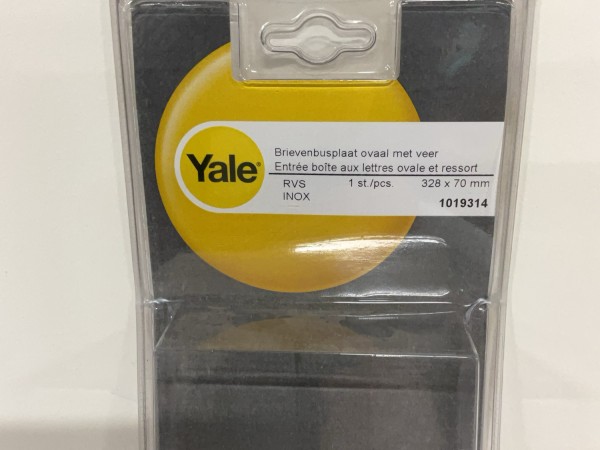 Yale®
Brievenbusplaat ovaal met veer
Entrée boîte aux lettres ovale et ressort
RVS 1 st./pcs. 328 x 70 mm
INOX
1019314